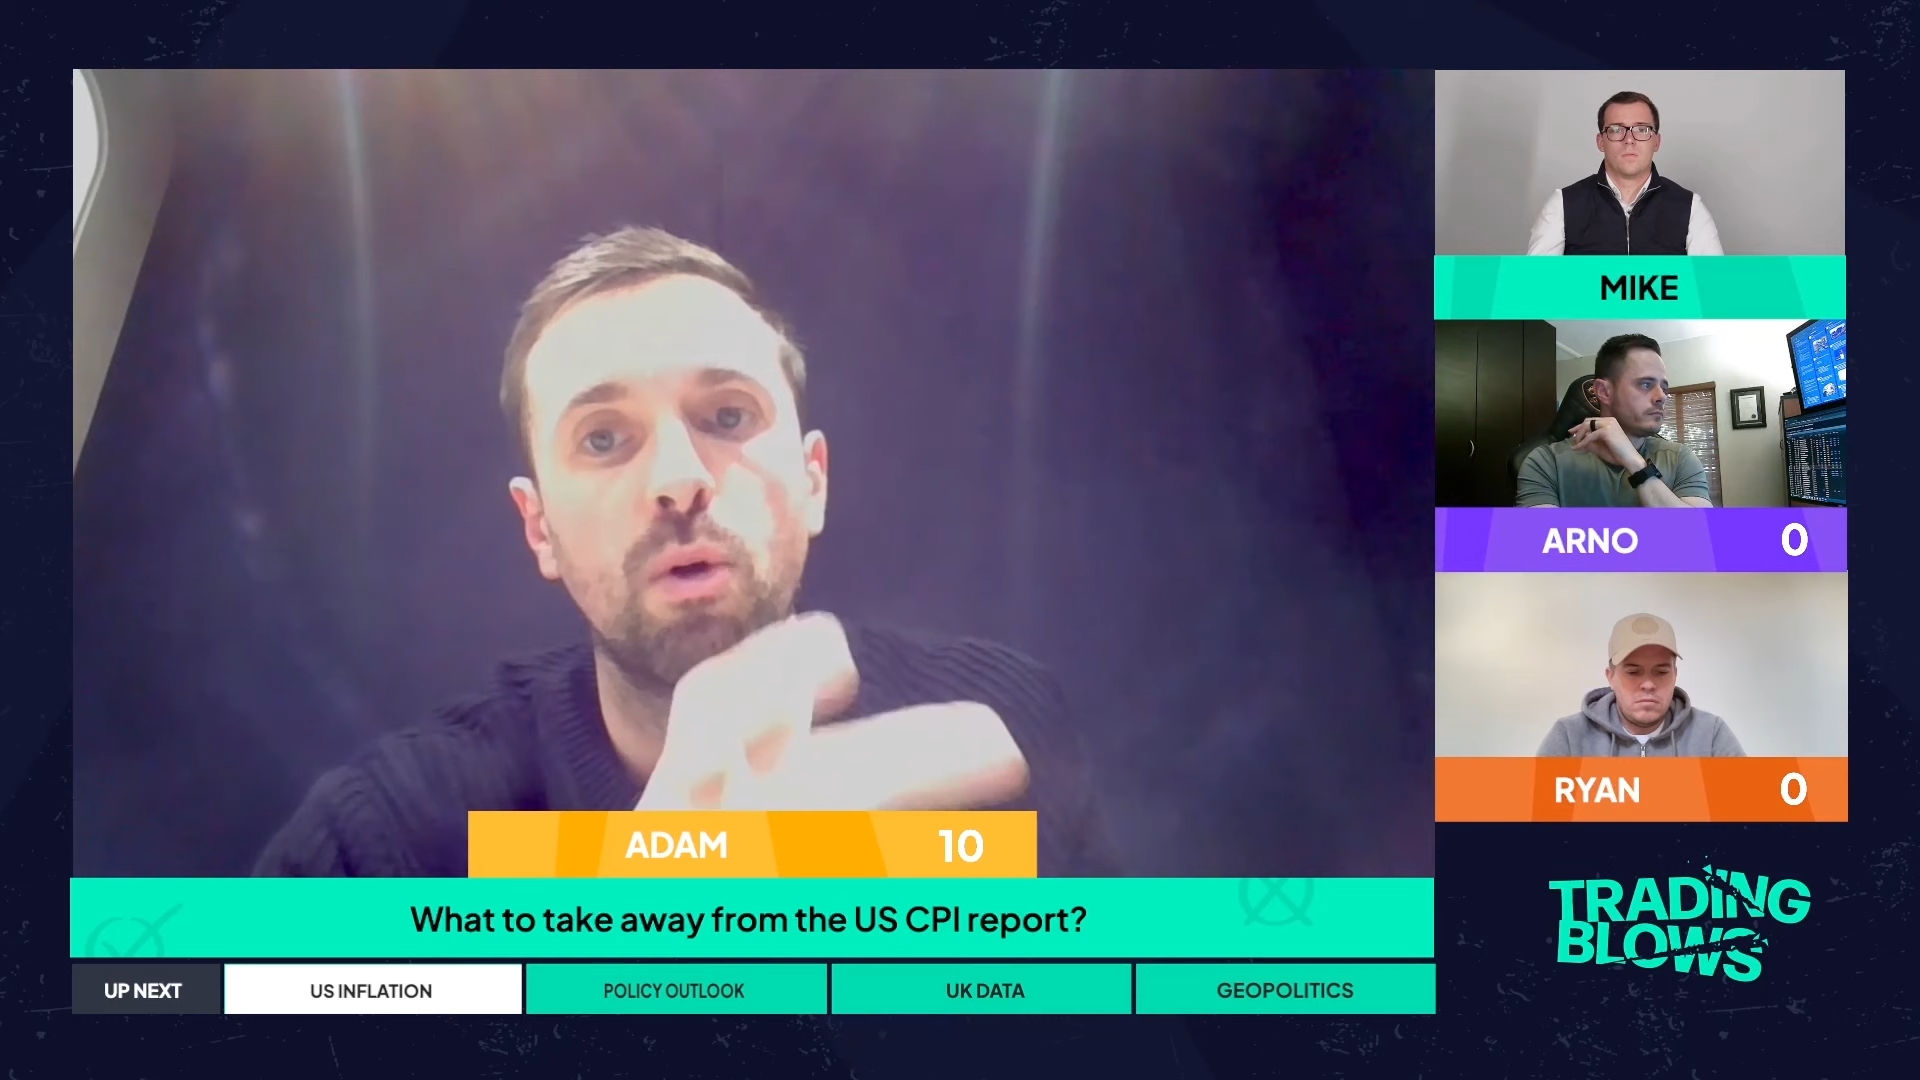 MIKE
ARNO 0
RYAN 0
ADAM 10
What to take away from the US CPI report?
UP NEXT
US INFLATION
POLICY OUTLOOK
UK DATA
GEOPOLITICS
TRADING
BLOWS